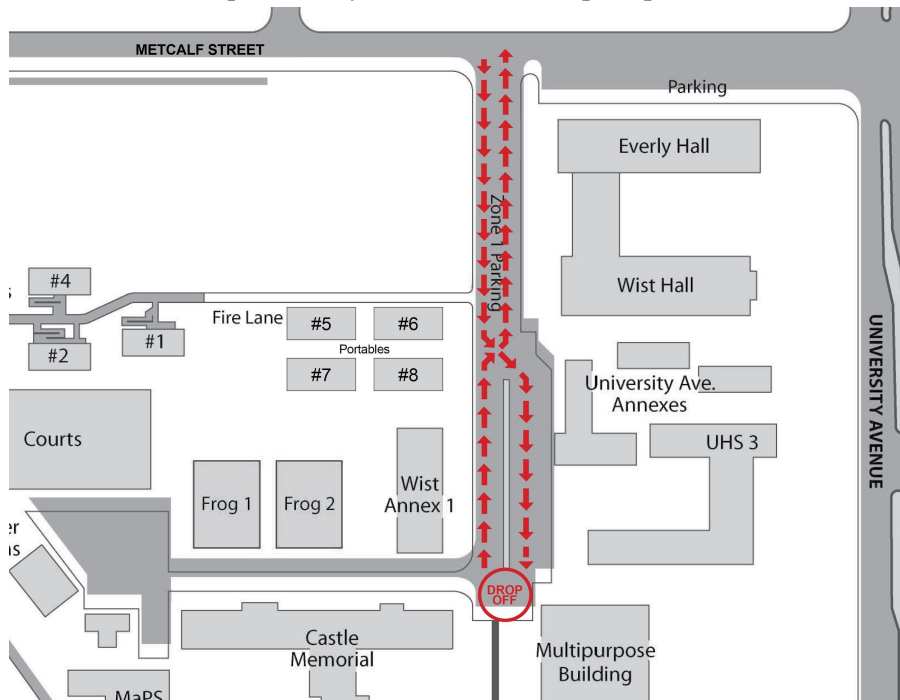 METCALF STREET
Parking
Everly Hall
Zone 1 Parking
#4
Wist Hall
Fire Lane
#5
#6
#1
#2
Portables
#7
#8
University Ave.
Annexes
UNIVERSITY AVENUE
Courts
UHS 3
Wist
Annex 1
Frog 1
Frog 2
DROP
OFF
Castle
Memorial
Multipurpose
Building
MaPS